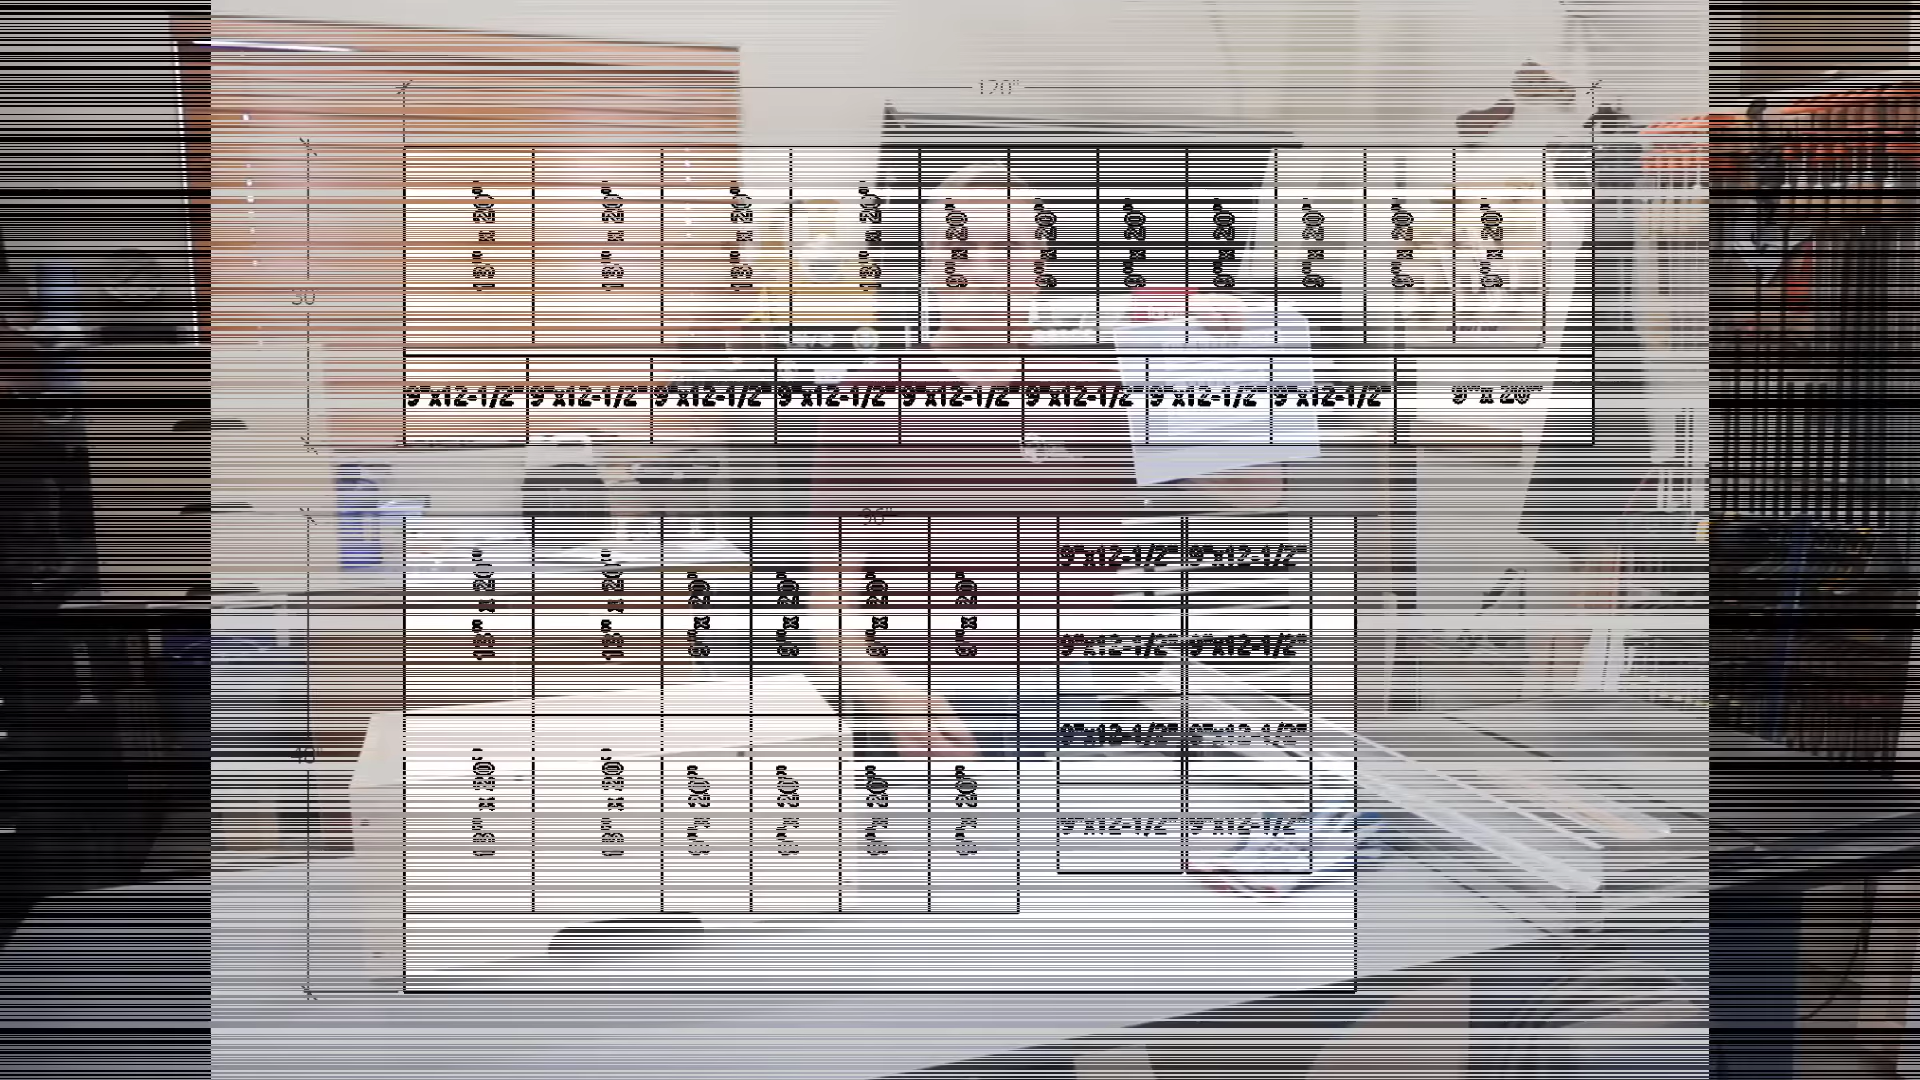 120"
30
13" x 20" 13" x 20" 13" x 20" 13" x 20" 9" x 20" 9" x 20" 9" x 20" 9" x 20" 9" x 20" 9" x 20" 9" x 20"
9"x12-1/2" 9"x12-1/2" 9"x12-1/2" 9"x12-1/2" 9"x12-1/2" 9"x12-1/2" 9"x12-1/2" 9"x12-1/2" 9" x 20"
96"
48"
13" x 20" 13" x 20" 9" x 20" 9" x 20" 9" x 20" 9" x 20"
9"x12-1/2" 9"x12-1/2"
9"x12-1/2" 9"x12-1/2"
13" x 20" 13" x 20" 9" x 20" 9" x 20" 9" x 20" 9" x 20"
9"x12-1/2" 9"x12-1/2"
9"x12-1/2" 9"x12-1/2"